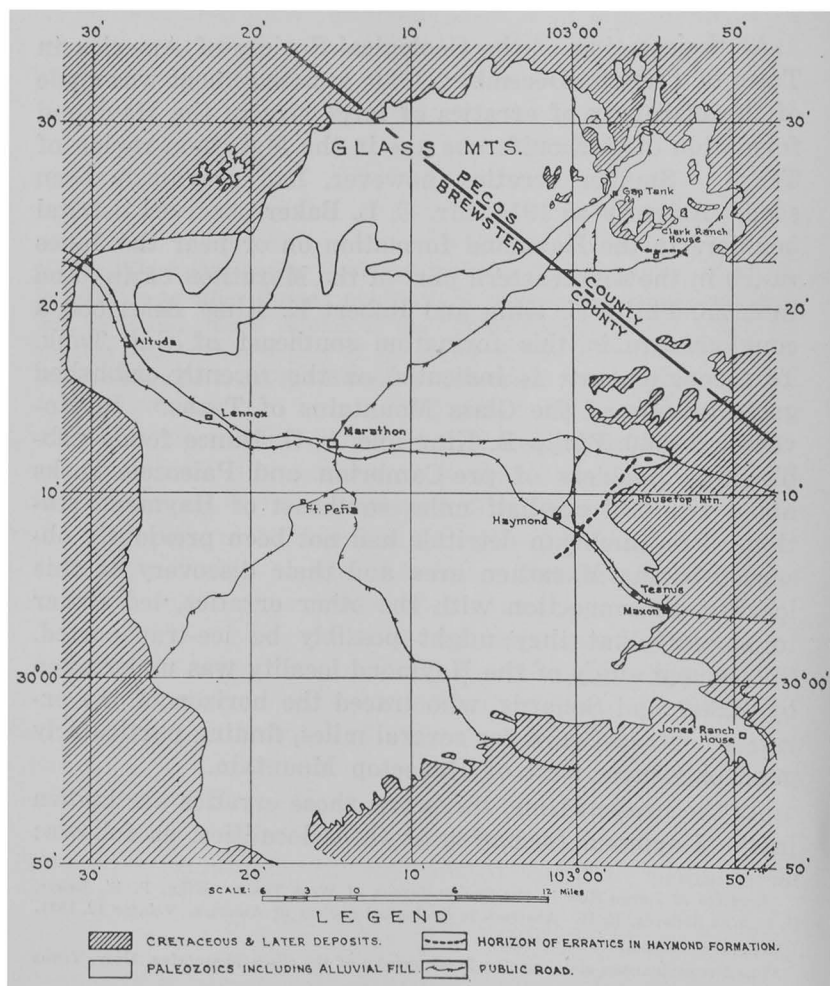 30' 20' 10' 103°00' 50'
30' 30'
GLASS MTS.
PECOS
BREWSTER
Gap Tank
Clark Ranch
House
COUNTY
COUNTY
20' 20'
Altuda
Lennox
Marathon
10' 10'
Ft. Peña
Haymond
Housetop Mtn.
Tesnus
Maxon
30°00' 30°00'
Jones' Ranch
House
50' 50'
30' 20' 10' 103°00' 50'
SCALE: 6 3 0 6 12 Miles
LEGEND
CRETACEOUS & LATER DEPOSITS.
HORIZON OF ERRATICS IN HAYMOND FORMATION.
PALEOZOICS INCLUDING ALLUVIAL FILL.
PUBLIC ROAD.